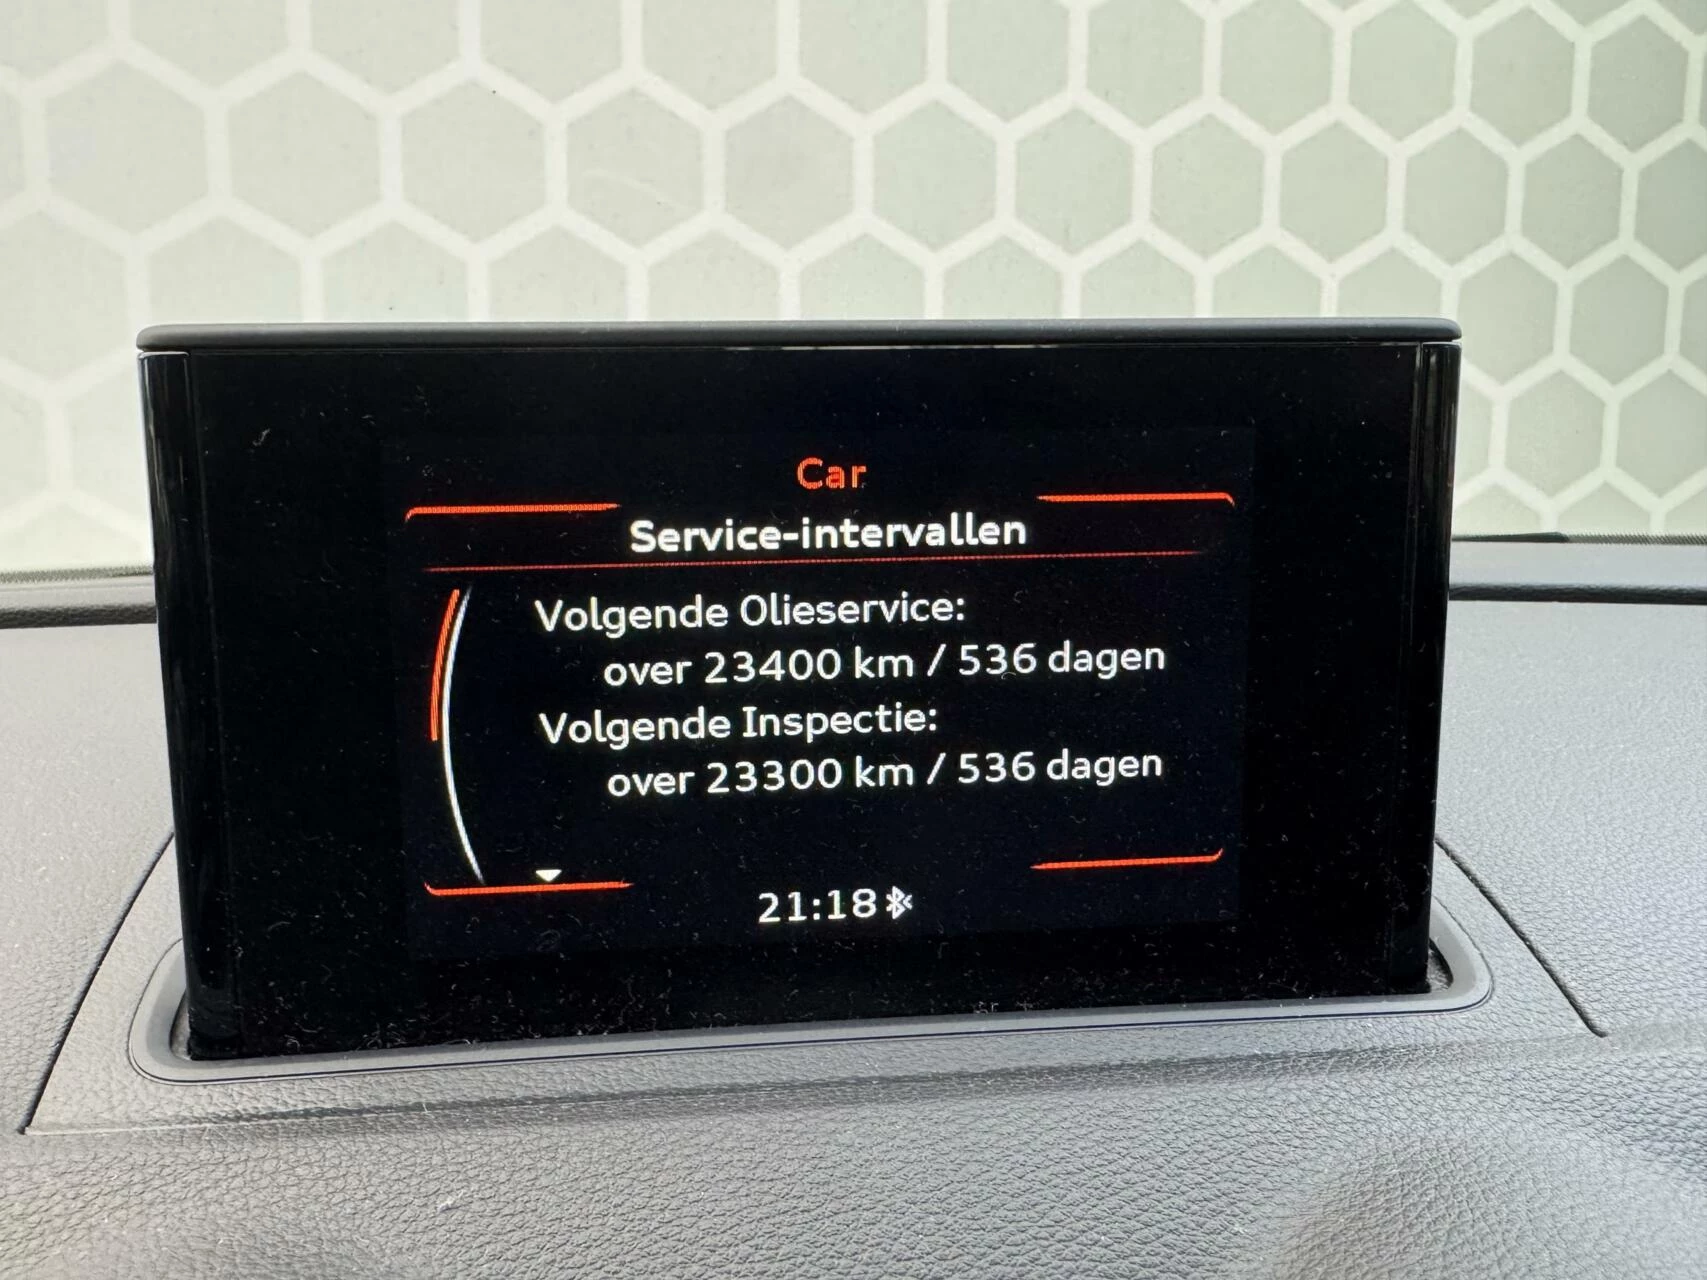 Car
Service-intervallen
Volgende Olieservice:
over 23400 km / 536 dagen
Volgende Inspectie:
over 23300 km / 536 dagen
21:18